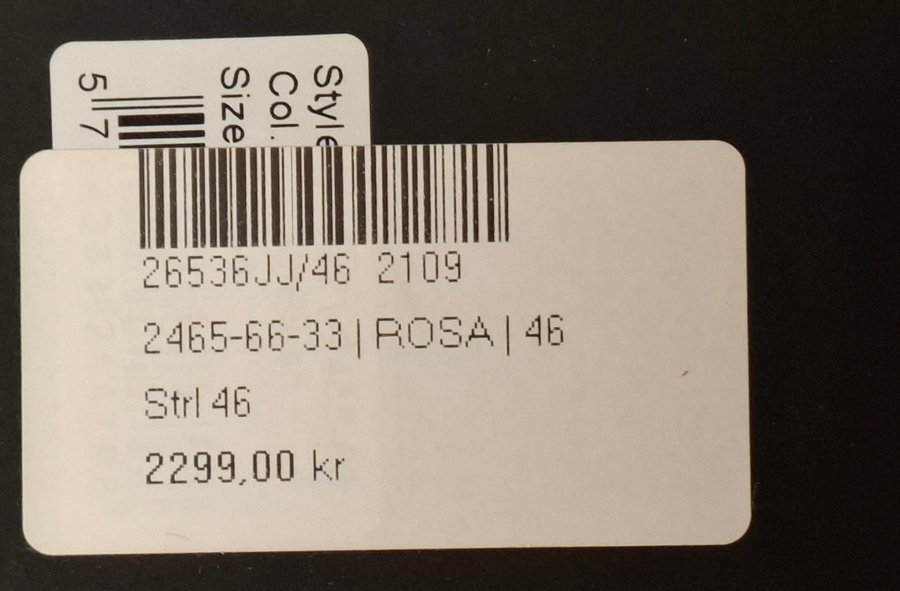 Style
Col.
Size
5 7
26536JJ/46 2109
2465-66-33 | ROSA | 46
Strl 46
2299,00 kr